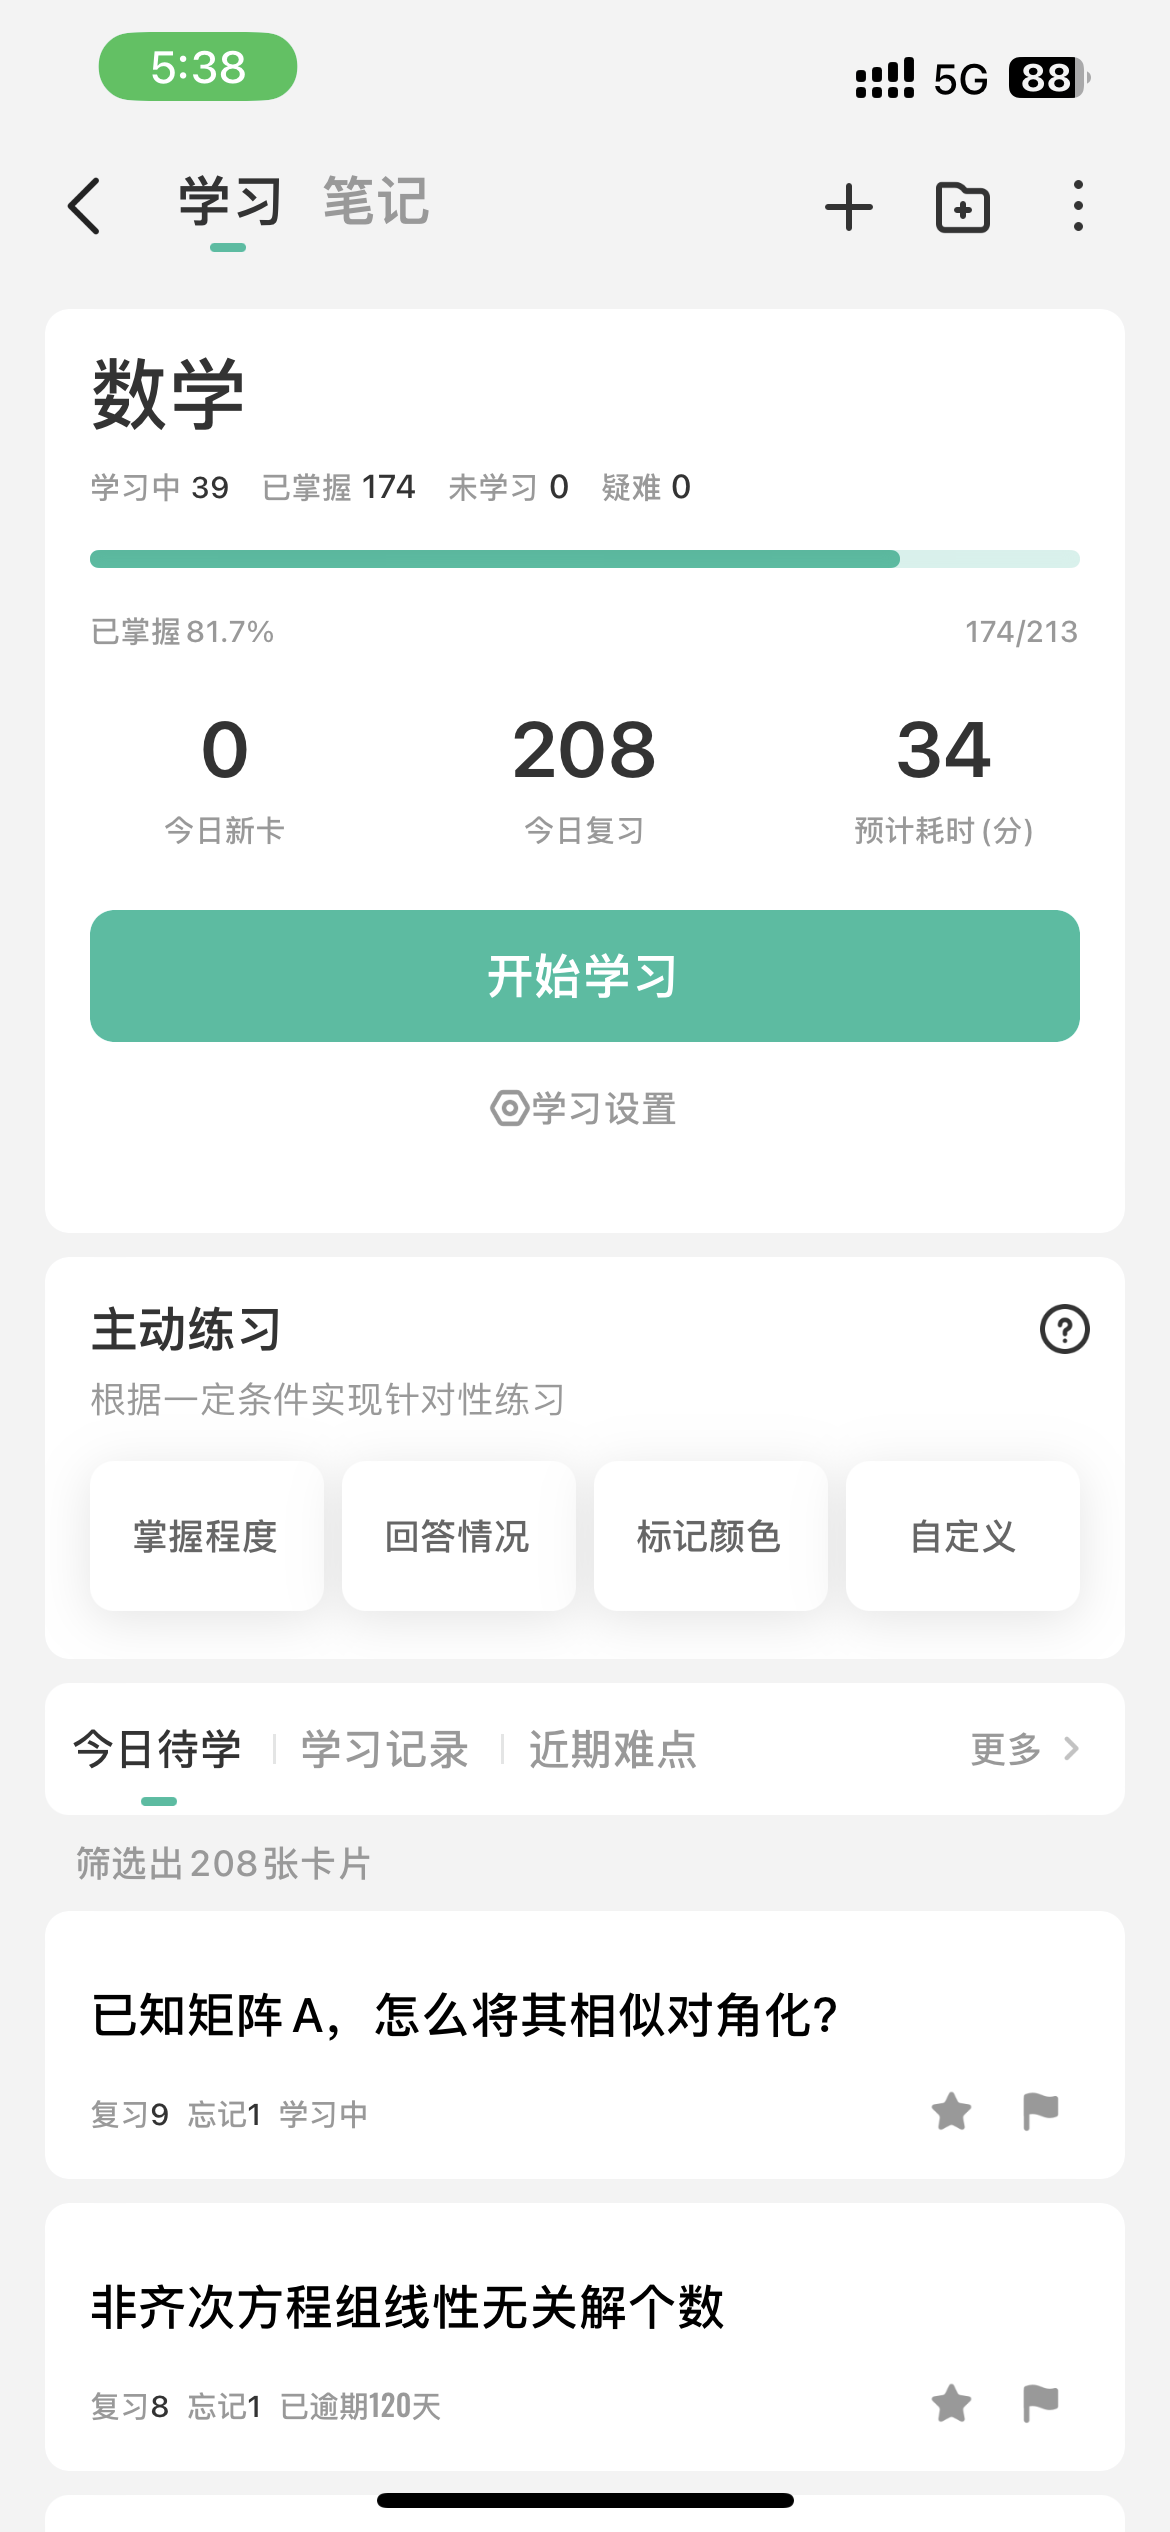 5:38 5G 88
学习 笔记
数学
学习中 39 已掌握 174 未学习 0 疑难 0
已掌握 81.7% 174/213
0 208 34
今日新卡 今日复习 预计耗时 (分)
开始学习
学习设置
主动练习
根据一定条件实现针对性练习
掌握程度 回答情况 标记颜色 自定义
今日待学 学习记录 近期难点 更多
筛选出 208 张卡片
已知矩阵 A，怎么将其相似对角化?
复习9 忘记1 学习中
非齐次方程组线性无关解个数
复习8 忘记1 已逾期120天